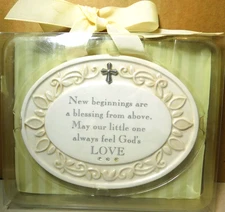 New beginnings are
a blessing from above.
May our little one
always feel God's
LOVE